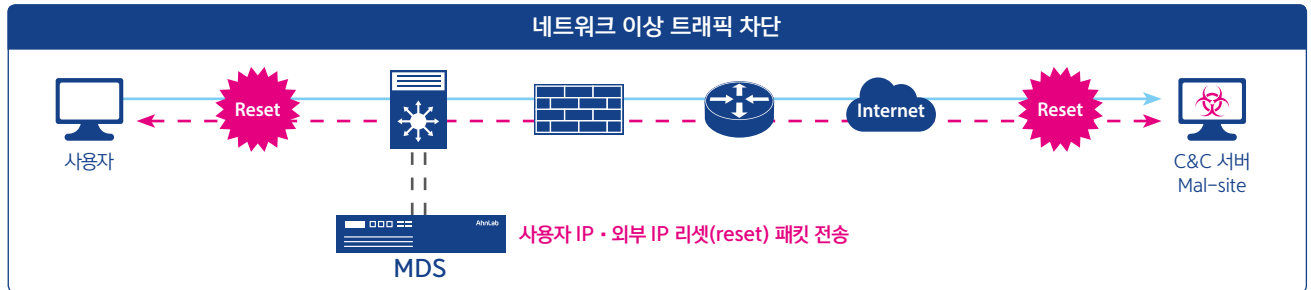 네트워크 이상 트래픽 차단
Reset
Internet
Reset
사용자
C&C 서버
Mal-site
AhnLab
사용자 IP・외부 IP 리셋(reset) 패킷 전송
MDS